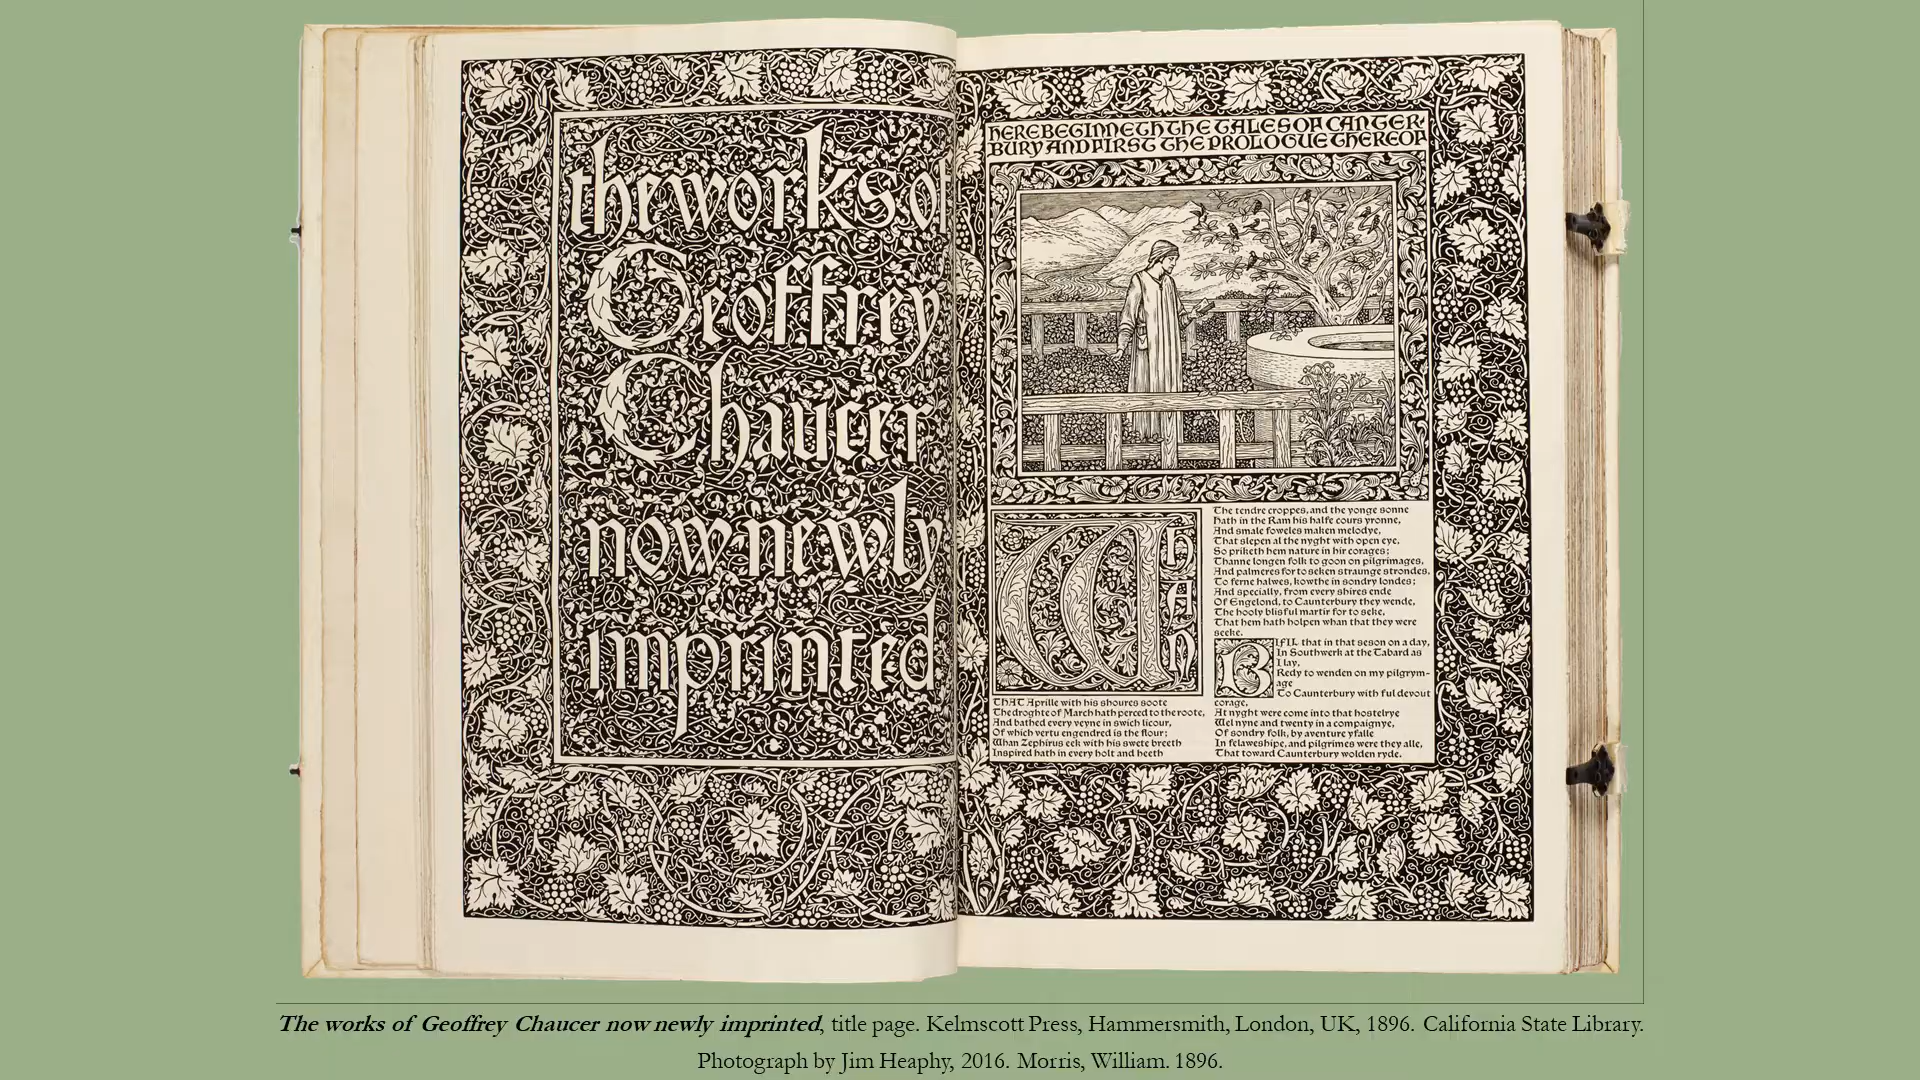 the works of
Geoffrey
Chaucer
now newly
imprinted
HERE BEGINNETH THE TALES OF CANTER-
BURY AND FIRST THE PROLOGUE THEREOF
WHAN
THAT Aprille with his shoures soote
The droghte of March hath perced to the roote,
And bathed every veyne in swich licour,
Of which vertu engendred is the flour;
Whan Zephirus eek with his swete breeth
Inspired hath in every holt and heeth
The tendre croppes, and the yonge sonne
Hath in the Ram his halfe cours yronne,
And smale foweles maken melodye,
That slepen al the nyght with open eye,
So priketh hem nature in hir corages;
Thanne longen folk to goon on pilgrimages,
And palmeres for to seken straunge strondes,
To ferne halwes, kowthe in sondry londes;
And specially, from every shires ende
Of Engelond, to Caunterbury they wende,
The hooly blisful martir for to seke,
That hem hath holpen whan that they were
seeke.
BIFIL that in that seson on a day,
In Southwerk at the Tabard as
I lay,
Redy to wenden on my pilgrym-
age
To Caunterbury with ful devout
corage,
At nyght were come into that hostelrye
Wel nyne and twenty in a compaignye,
Of sondry folk, by aventure yfalle
In felaweshipe, and pilgrimes were they alle,
That toward Caunterbury wolden ryde.
The works of Geoffrey Chaucer now newly imprinted, title page. Kelmscott Press, Hammersmith, London, UK, 1896. California State Library.
Photograph by Jim Heaphy, 2016. Morris, William. 1896.